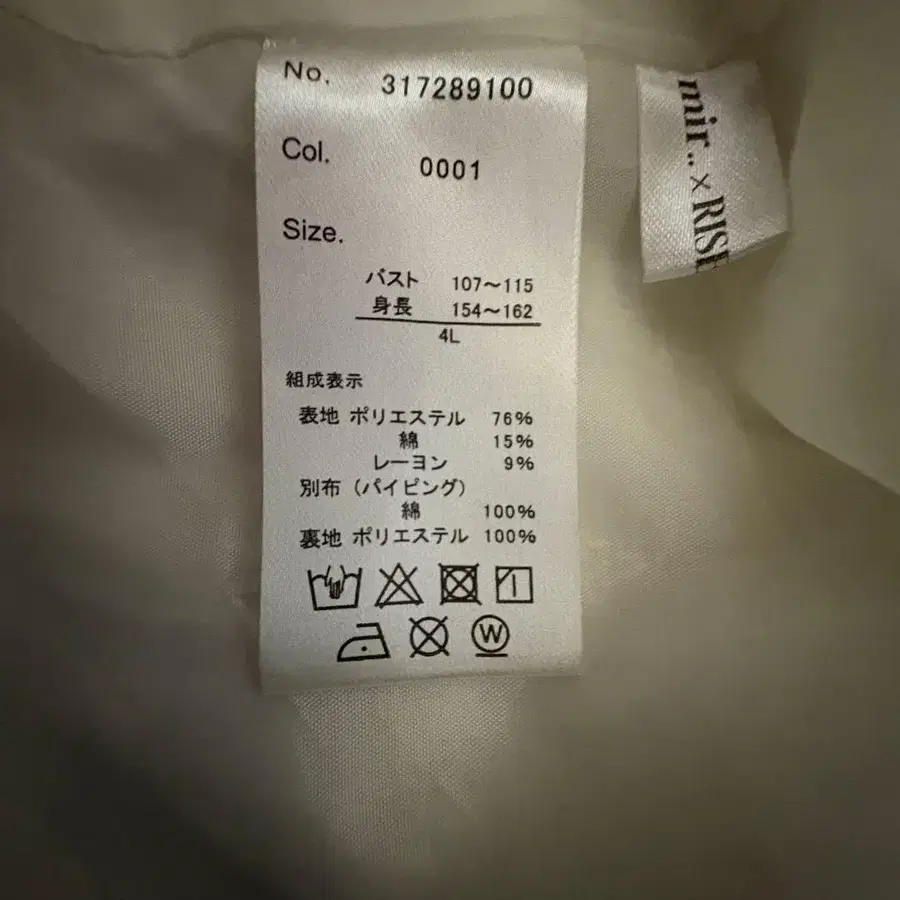 No. 317289100
Col. 0001
Size.
バスト 107～115
身長 154～162
4L
組成表示
表地 ポリエステル 76%
綿 15%
レーヨン 9%
別布（パイピング）
綿 100%
裏地 ポリエステル 100%
W
mir.. × RISE